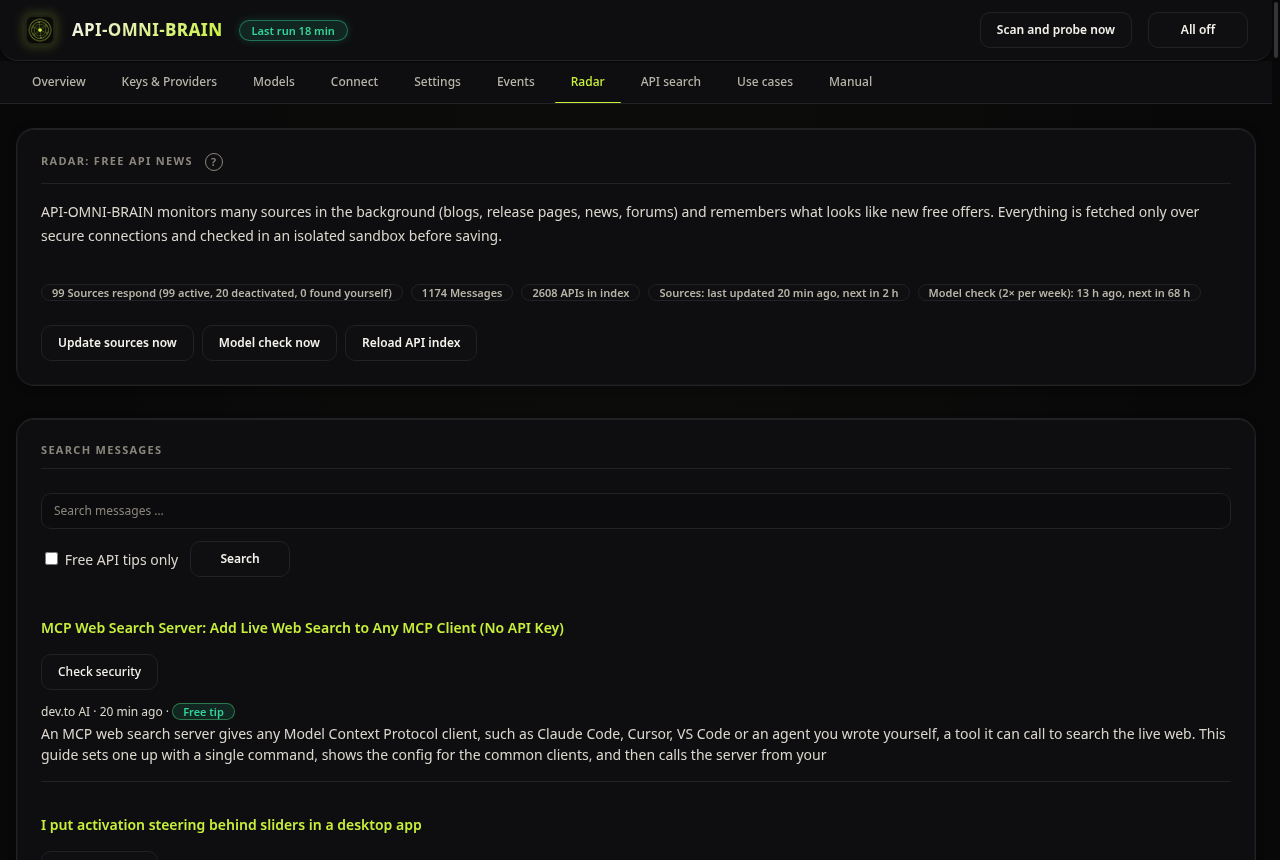 API-OMNI-BRAIN
Last run 18 min
Scan and probe now
All off
Overview
Keys & Providers
Models
Connect
Settings
Events
Radar
API search
Use cases
Manual
RADAR: FREE API NEWS ?
API-OMNI-BRAIN monitors many sources in the background (blogs, release pages, news, forums) and remembers what looks like new free offers. Everything is fetched only over
secure connections and checked in an isolated sandbox before saving.
99 Sources respond (99 active, 20 deactivated, 0 found yourself)
1174 Messages
2608 APIs in index
Sources: last updated 20 min ago, next in 2 h
Model check (2× per week): 13 h ago, next in 68 h
Update sources now
Model check now
Reload API index
SEARCH MESSAGES
Search messages …
Free API tips only
Search
MCP Web Search Server: Add Live Web Search to Any MCP Client (No API Key)
Check security
dev.to AI · 20 min ago · Free tip
An MCP web search server gives any Model Context Protocol client, such as Claude Code, Cursor, VS Code or an agent you wrote yourself, a tool it can call to search the live web. This
guide sets one up with a single command, shows the config for the common clients, and then calls the server from your
I put activation steering behind sliders in a desktop app